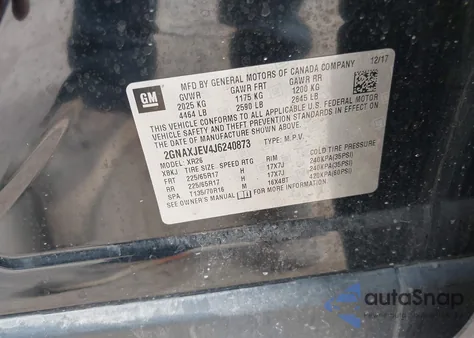 GM
MFD BY GENERAL MOTORS OF CANADA COMPANY
12/17
GVWR GAWR FRT GAWR RR
2025 KG 1175 KG 1200 KG
4464 LB 2590 LB 2645 LB
THIS VEHICLE CONFORMS TO ALL APPLICABLE U.S. FEDERAL MOTOR
VEHICLE SAFETY, BUMPER, AND THEFT PREVENTION STANDARDS IN EFFECT ON
THE DATE OF MANUFACTURE SHOWN ABOVE.
2GNAXJEV4J6240873 TYPE: M.P.V.
MODEL: XR26
XBKJ TIRE SIZE SPEED RTG RIM COLD TIRE PRESSURE
FRT 225/65R17 H 17X7J 240KPA(35PSI)
RR 225/65R17 H 17X7J 240KPA(35PSI)
SPA T135/70R16 M 16X4BT 420KPA(60PSI)
SEE OWNER'S MANUAL FOR MORE INFORMATION.
autoSnap